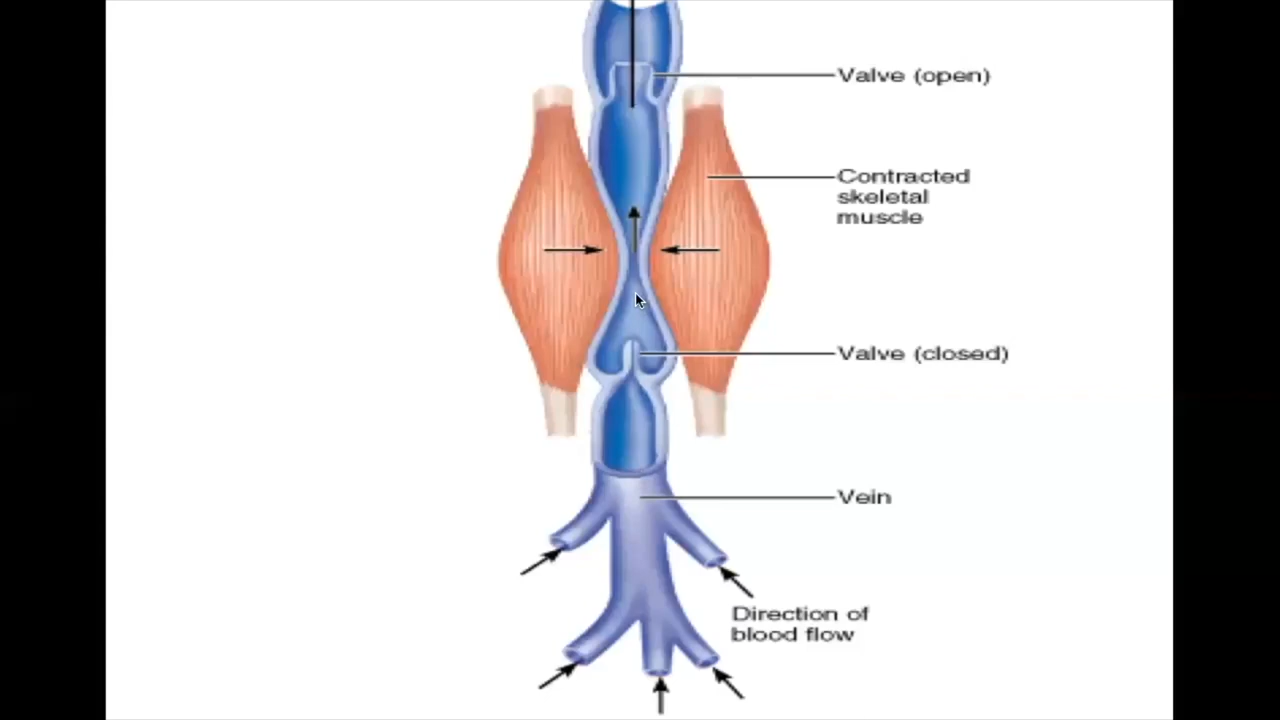 Valve (open)
Contracted
skeletal
muscle
Valve (closed)
Vein
Direction of
blood flow